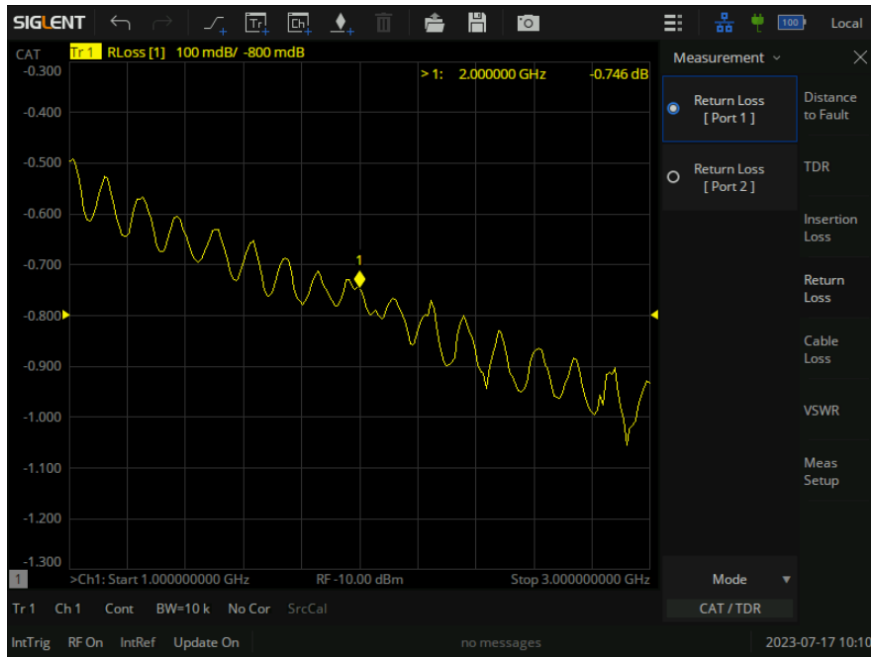 SIGLENT Tr Ch 100 Local
CAT Tr 1 RLoss [1] 100 mdB/ -800 mdB
Measurement
-0.300
> 1: 2.000000 GHz -0.746 dB
Return Loss
[ Port 1 ]
Distance
to Fault
-0.400
-0.500
Return Loss
[ Port 2 ]
TDR
-0.600
Insertion
Loss
-0.700
1
Return
Loss
-0.800
Cable
Loss
-0.900
VSWR
-1.000
Meas
Setup
-1.100
-1.200
-1.300
1 >Ch1: Start 1.000000000 GHz RF -10.00 dBm Stop 3.000000000 GHz
Mode
Tr 1 Ch 1 Cont BW=10 k No Cor SrcCal
CAT / TDR
IntTrig RF On IntRef Update On no messages 2023-07-17 10:10